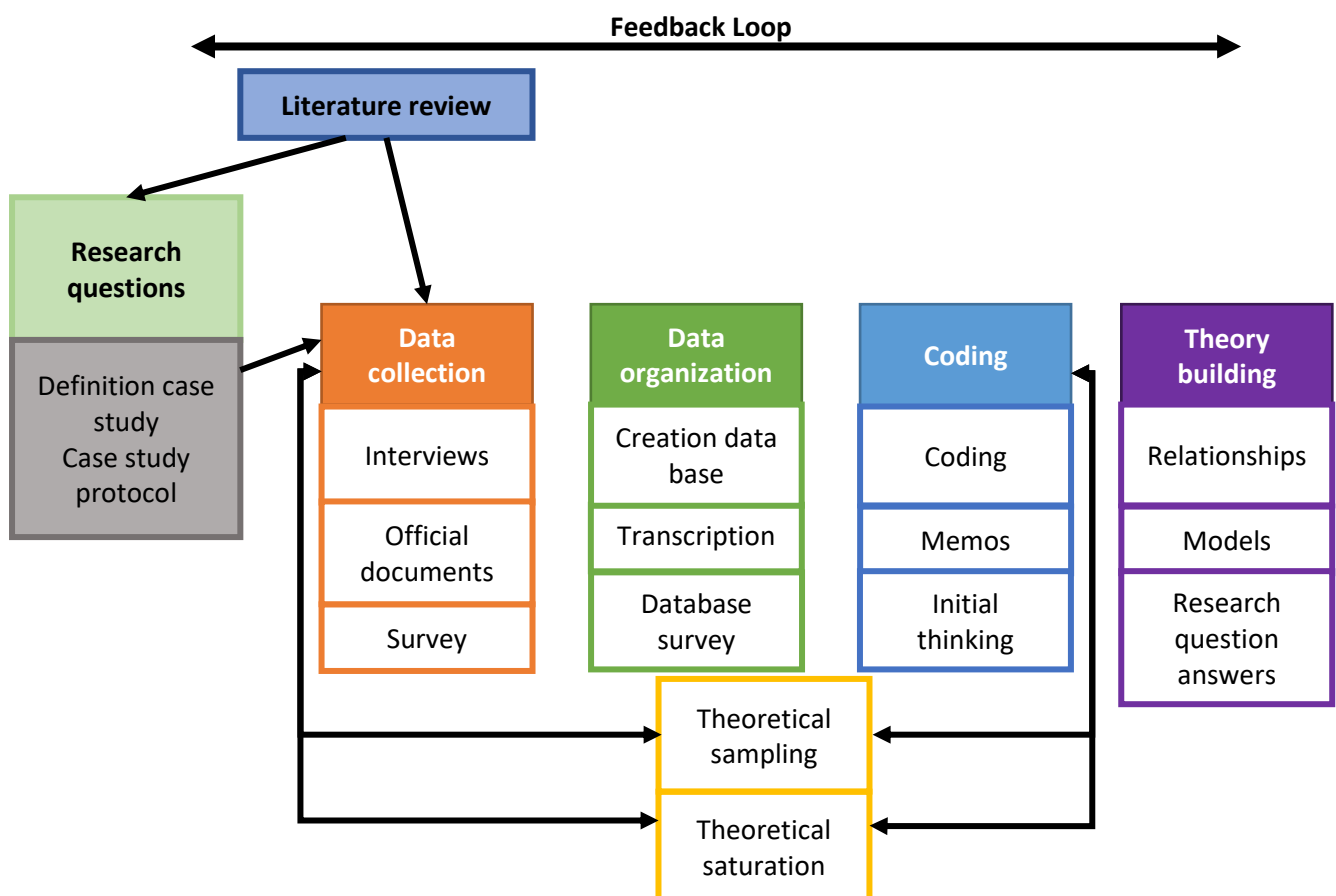 Feedback Loop
Literature review
Research
questions
Definition case
study
Case study
protocol
Data
collection
Interviews
Official
documents
Survey
Data
organization
Creation data
base
Transcription
Database
survey
Coding
Coding
Memos
Initial
thinking
Theory
building
Relationships
Models
Research
question
answers
Theoretical
sampling
Theoretical
saturation